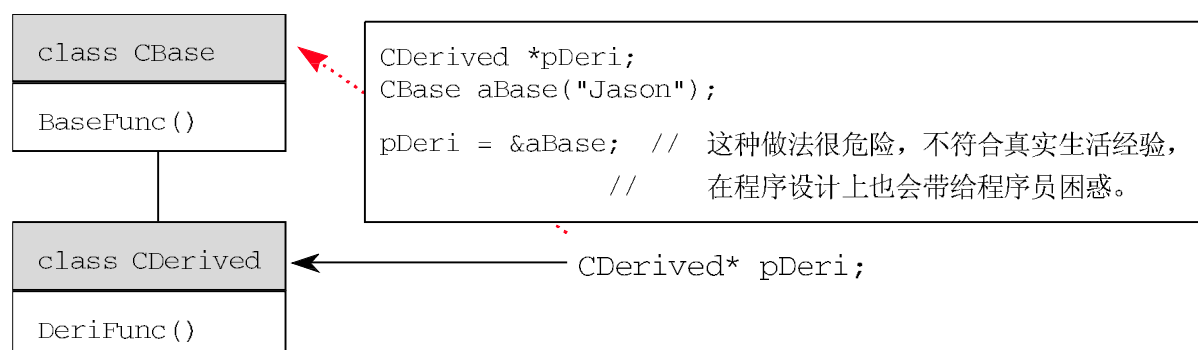 class CBase
BaseFunc()
CDerived *pDeri;
CBase aBase("Jason");
pDeri = &aBase; // 这种做法很危险，不符合真实生活经验，
// 在程序设计上也会带给程序员困惑。
class CDerived
DeriFunc()
CDerived* pDeri;